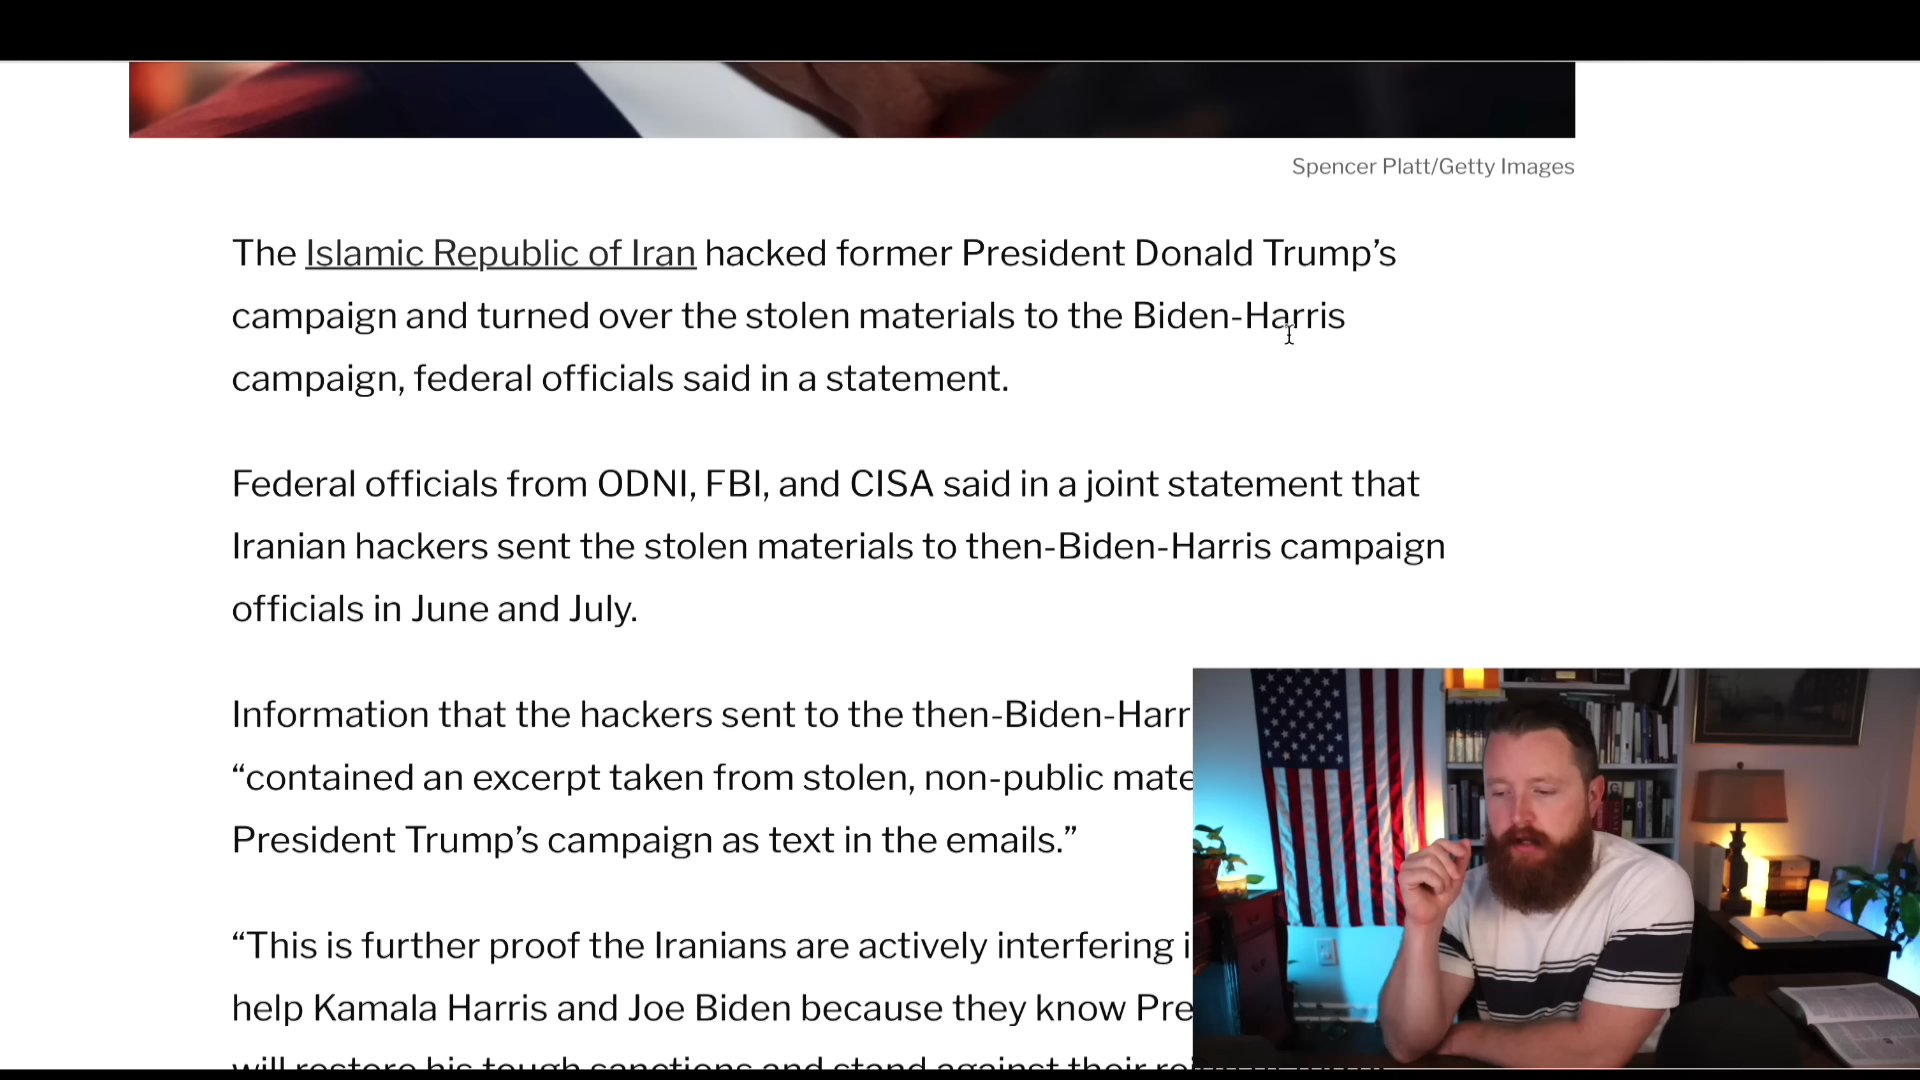 Spencer Platt/Getty Images
The Islamic Republic of Iran hacked former President Donald Trump’s
campaign and turned over the stolen materials to the Biden-Harris
campaign, federal officials said in a statement.
Federal officials from ODNI, FBI, and CISA said in a joint statement that
Iranian hackers sent the stolen materials to then-Biden-Harris campaign
officials in June and July.
Information that the hackers sent to the then-Biden-Harr
“contained an excerpt taken from stolen, non-public mate
President Trump’s campaign as text in the emails.”
“This is further proof the Iranians are actively interfering i
help Kamala Harris and Joe Biden because they know Pre
will restore his tough sanctions and stand against their re